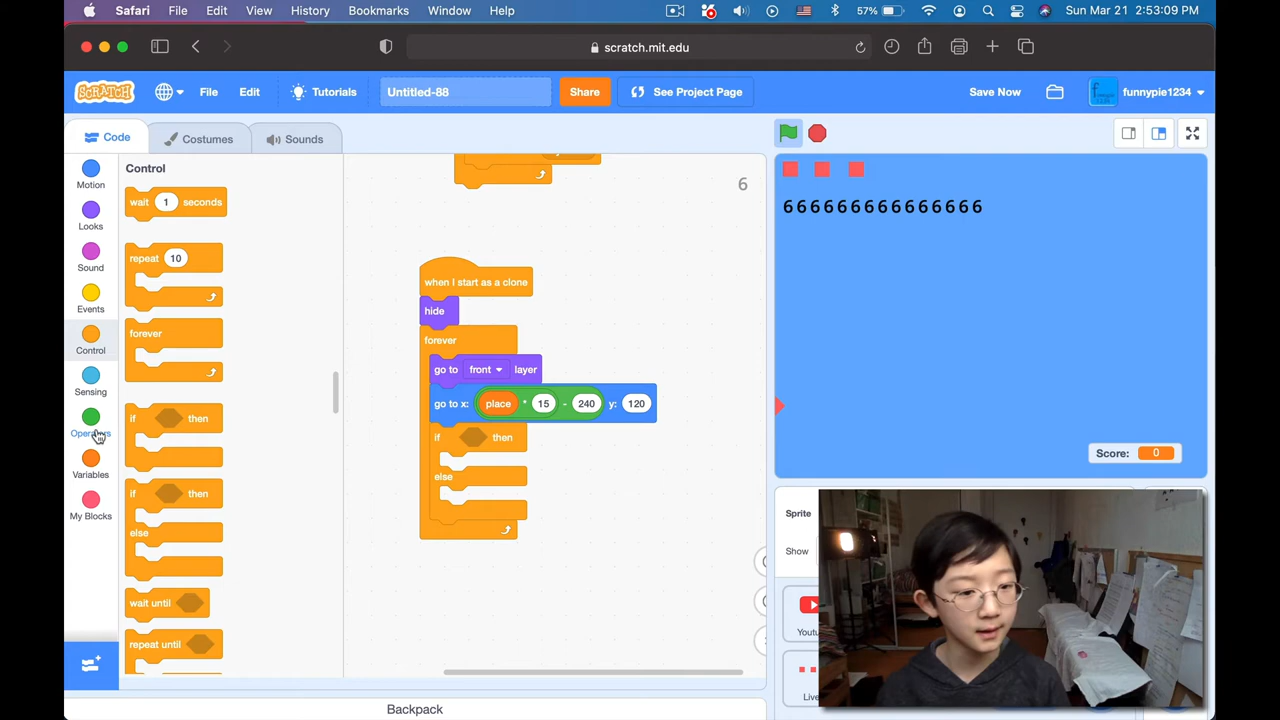 Safari File Edit View History Bookmarks Window Help 57% Sun Mar 21 2:53:09 PM
scratch.mit.edu
SCRATCH File Edit Tutorials Untitled-88 Share See Project Page Save Now funnypie1234
Code Costumes Sounds
Motion
Looks
Sound
Events
Control
Sensing
Operators
Variables
My Blocks
Control
wait 1 seconds
repeat 10
forever
if then
if then
else
wait until
repeat until
6
when I start as a clone
hide
forever
go to front layer
go to x: place * 15 - 240 y: 120
if then
else
6 6 6 6 6 6 6 6 6 6 6 6 6 6 6
Score: 0
Sprite
Show
Backpack